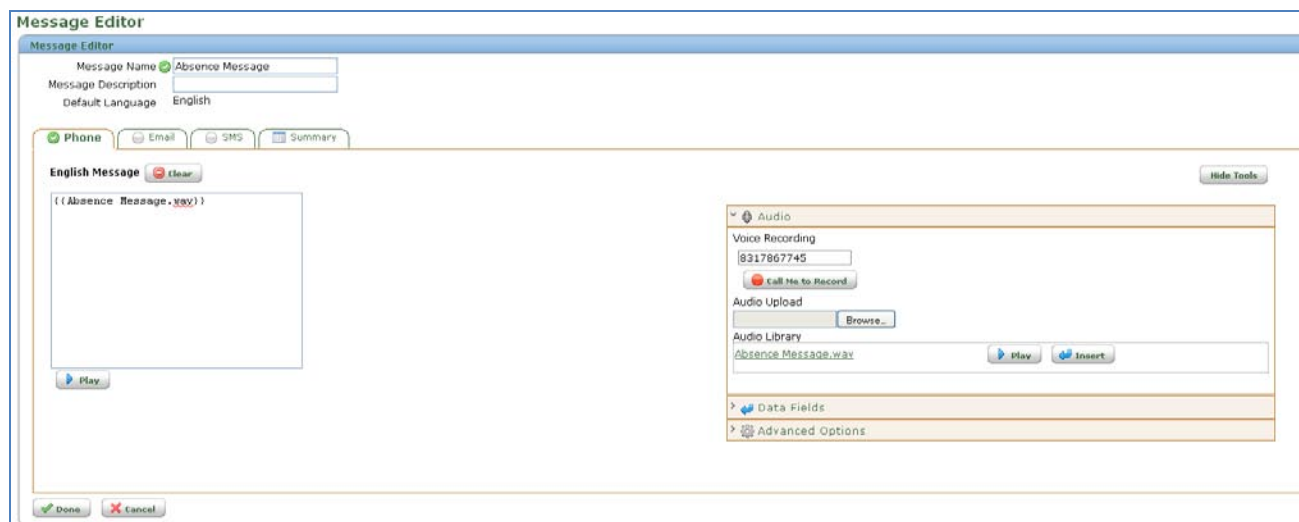 Message Editor
Message Editor
Message Name Absence Message
Message Description
Default Language English
Phone Email SMS Summary
English Message Clear
Hide Tools
{{Absence Message.wav}}
Audio
Voice Recording
8317867745
Call Me to Record
Audio Upload
Browse...
Audio Library
Absence Message.wav Play Insert
Play
Data Fields
Advanced Options
Done Cancel